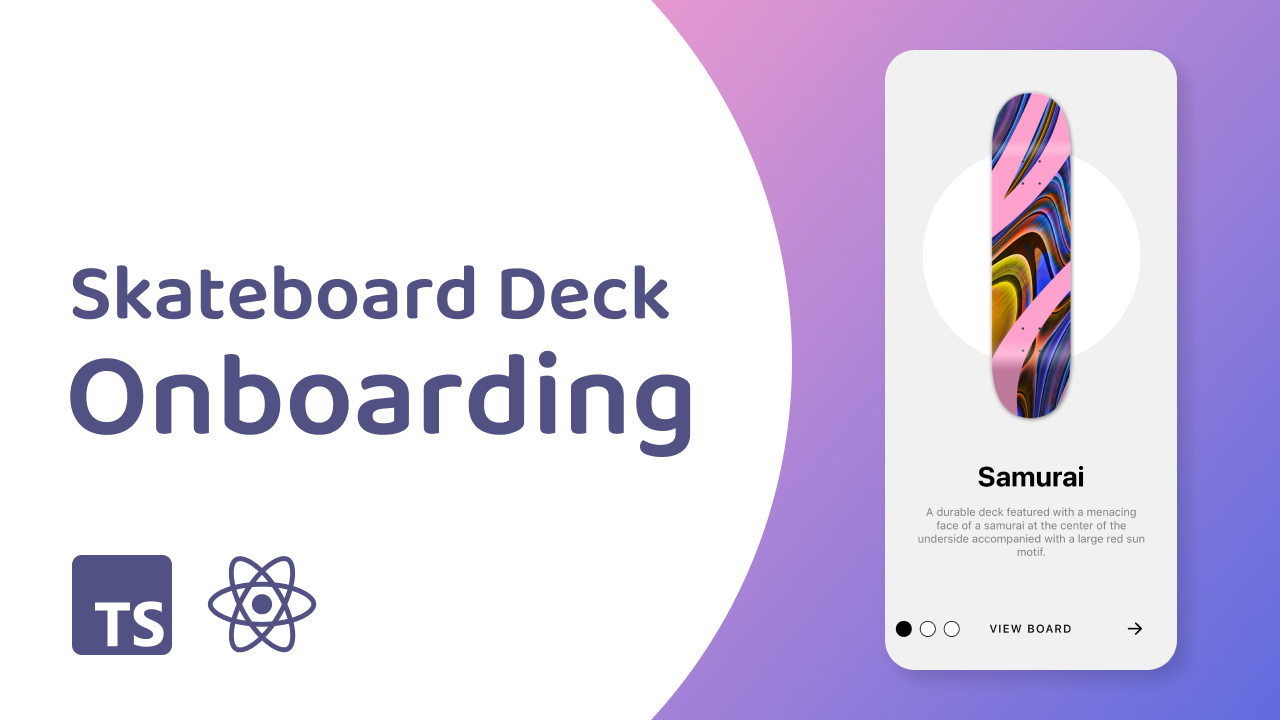 Skateboard Deck
Onboarding
TS
Samurai
A durable deck featured with a menacing
face of a samurai at the center of the
underside accompanied with a large red sun
motif.
VIEW BOARD